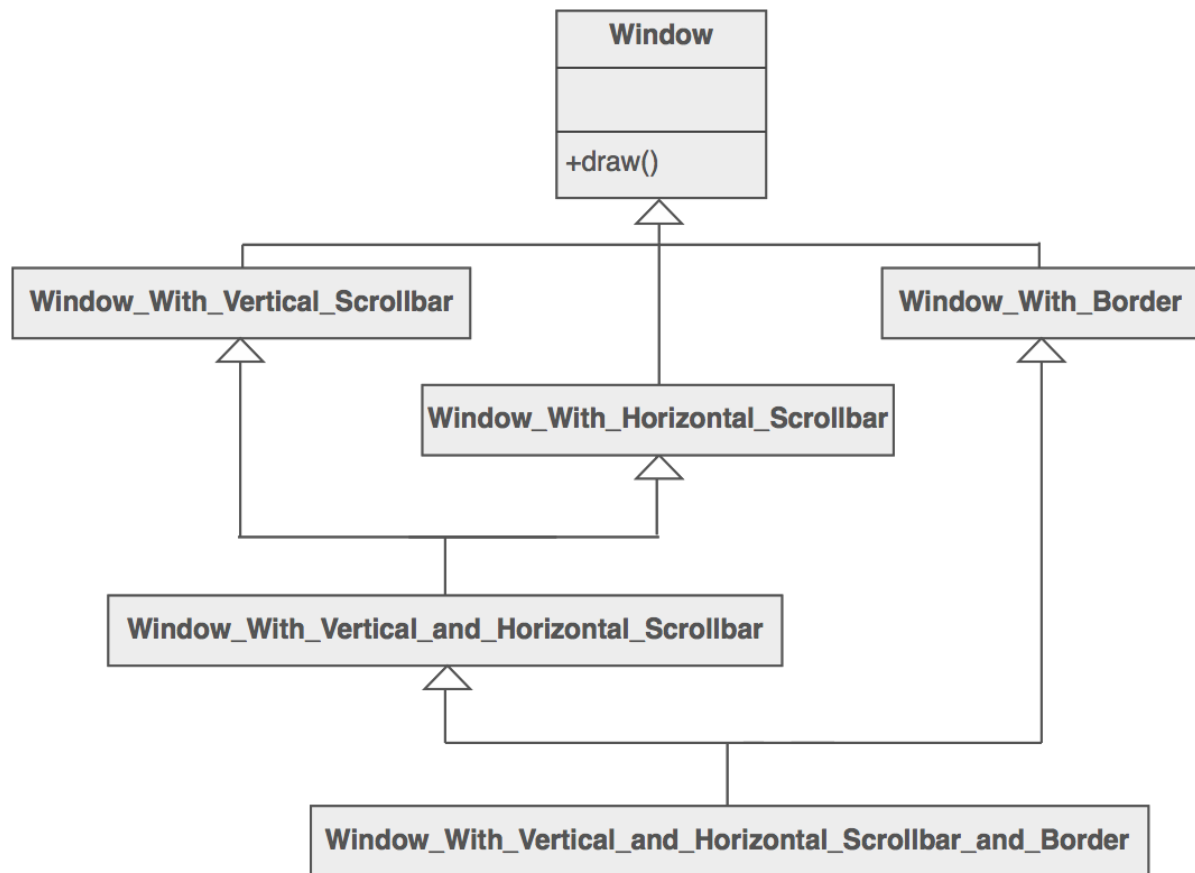 Window
+draw()
Window_With_Vertical_Scrollbar
Window_With_Border
Window_With_Horizontal_Scrollbar
Window_With_Vertical_and_Horizontal_Scrollbar
Window_With_Vertical_and_Horizontal_Scrollbar_and_Border